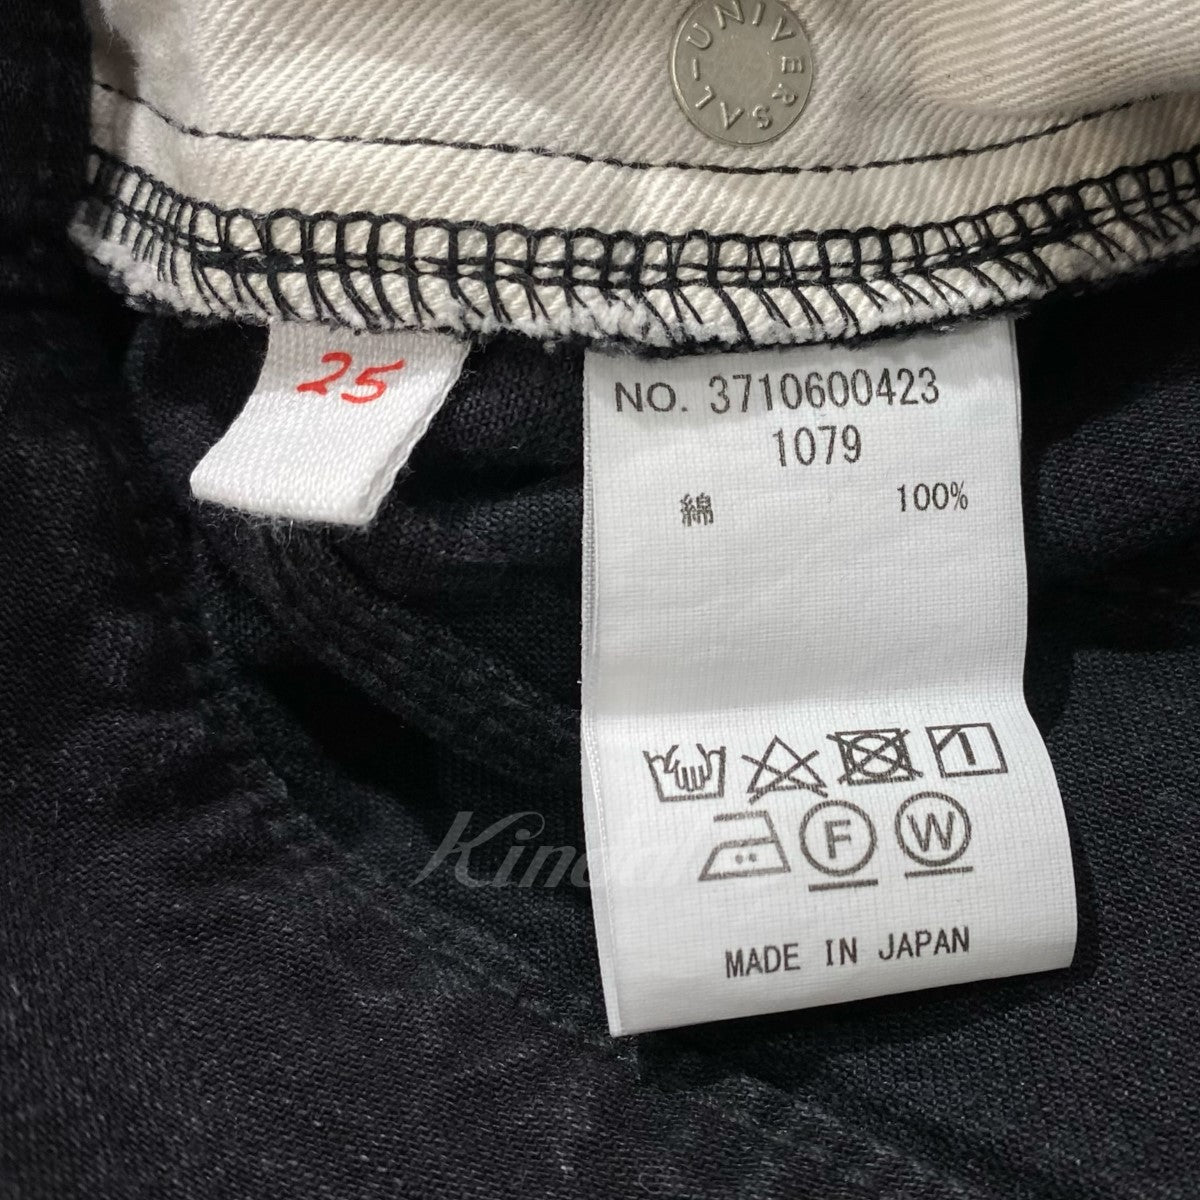 UNIVERSAL
25
NO. 3710600423
1079
綿 100%
F W
MADE IN JAPAN